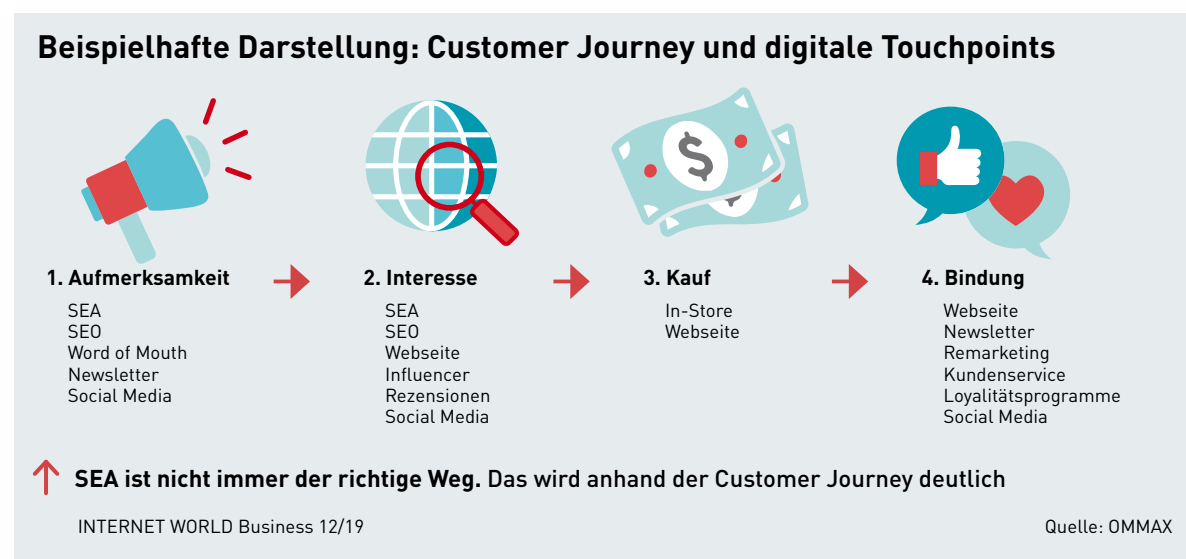 Beispielhafte Darstellung: Customer Journey und digitale Touchpoints
$
$
1. Aufmerksamkeit
SEA
SEO
Word of Mouth
Newsletter
Social Media
2. Interesse
SEA
SEO
Webseite
Influencer
Rezensionen
Social Media
3. Kauf
In-Store
Webseite
4. Bindung
Webseite
Newsletter
Remarketing
Kundenservice
Loyalitätsprogramme
Social Media
SEA ist nicht immer der richtige Weg. Das wird anhand der Customer Journey deutlich
INTERNET WORLD Business 12/19
Quelle: OMMAX